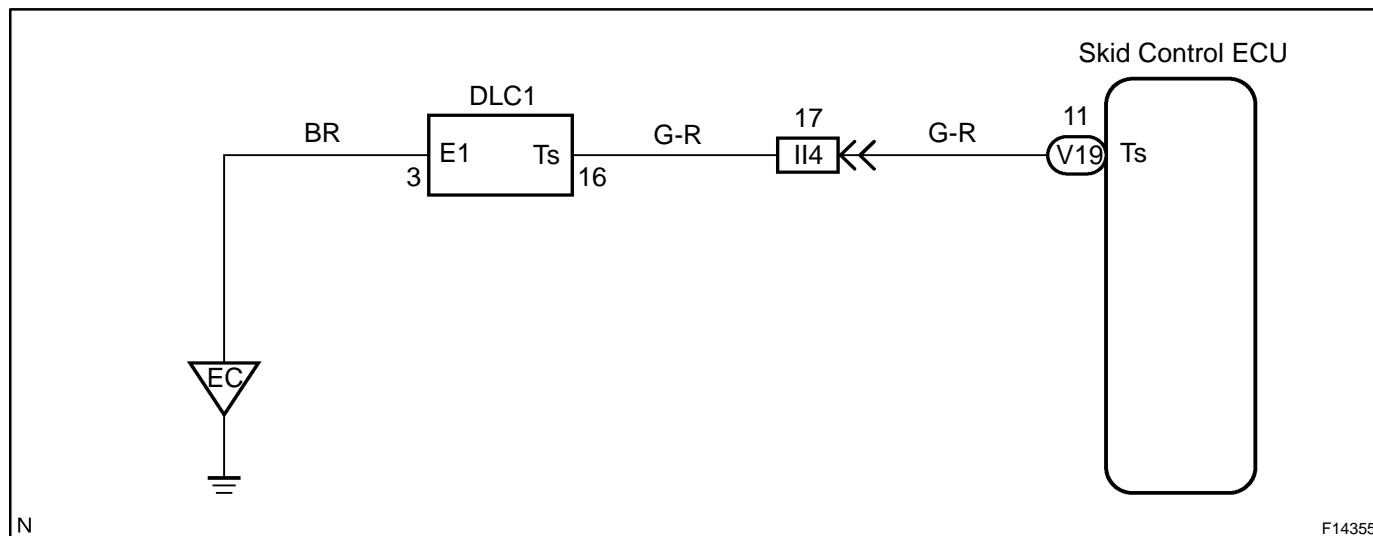 Skid Control ECU
DLC1
BR
E1
Ts
3
16
G-R
17
II4
G-R
11
V19
Ts
EC
N
F14355